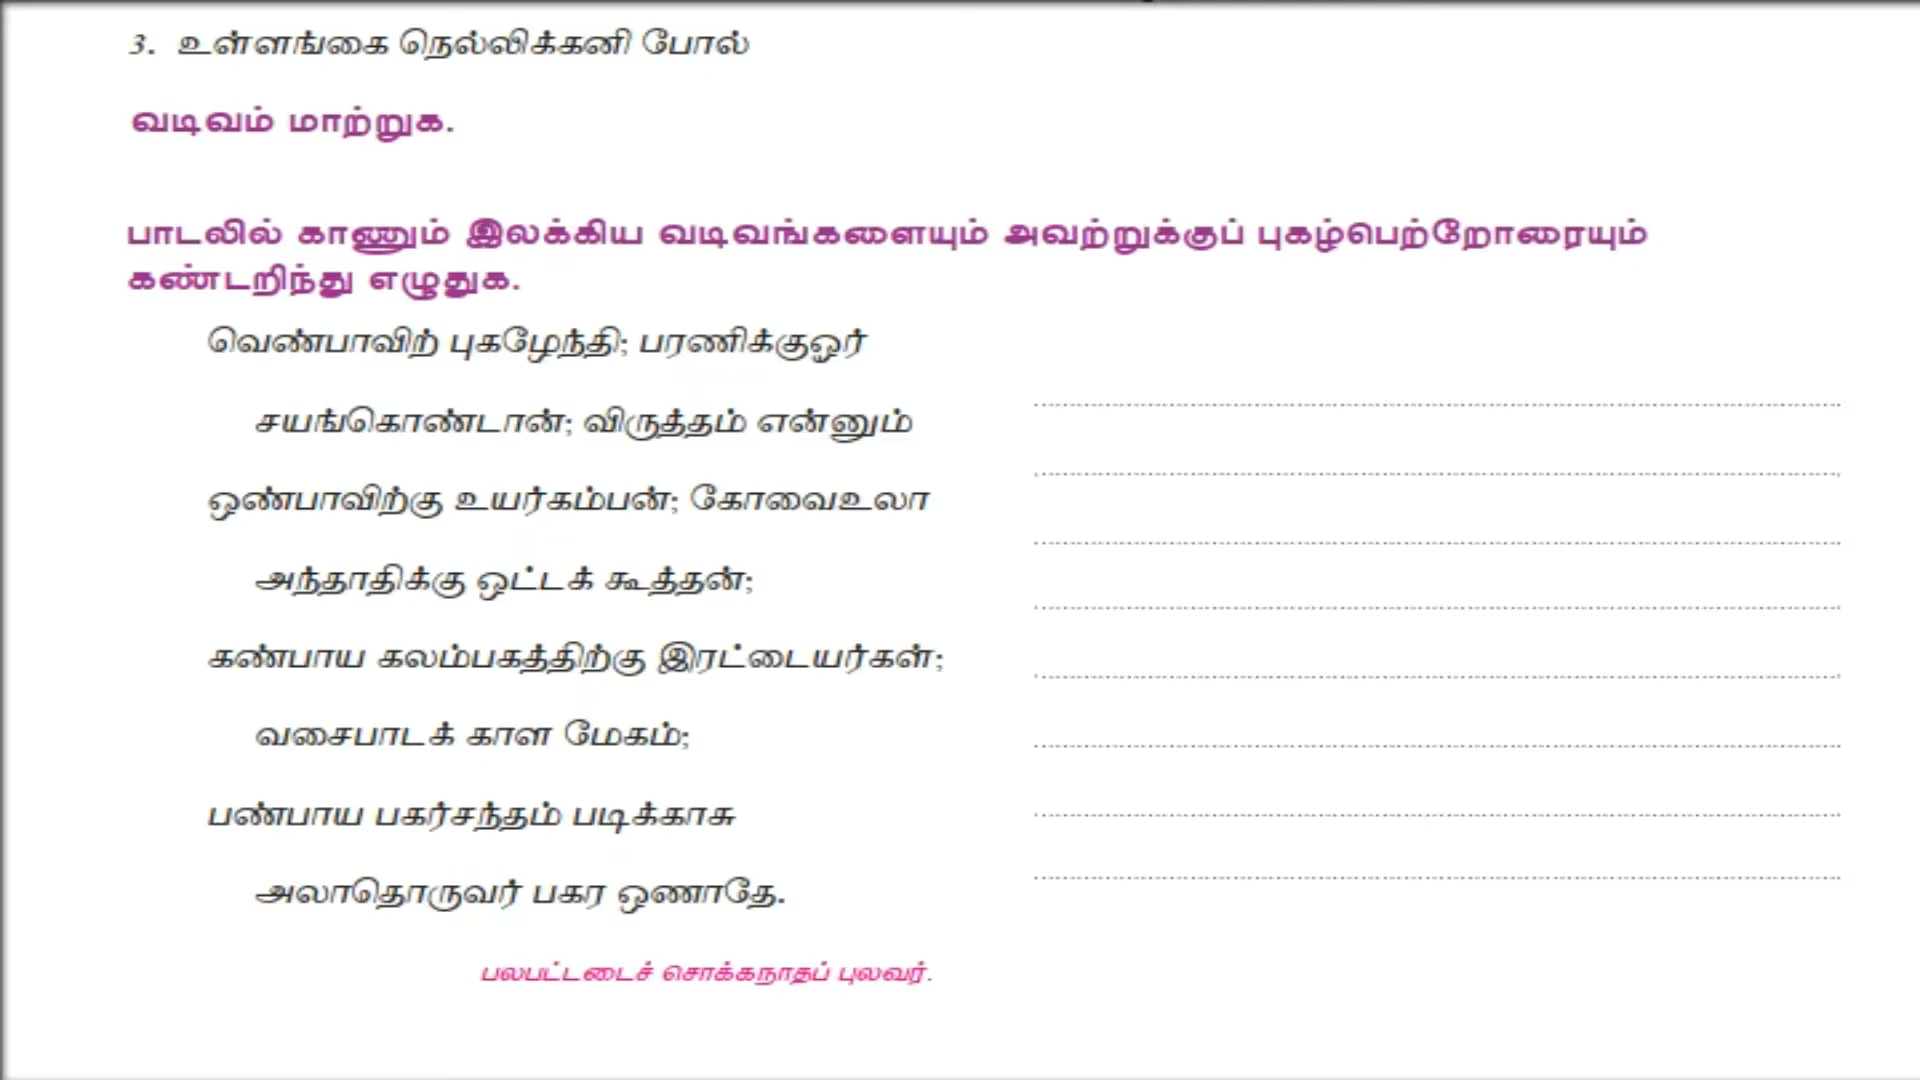 3. உள்ளங்கை நெல்லிக்கனி போல்
வடிவம் மாற்றுக.
பாடலில் காணும் இலக்கிய வடிவங்களையும் அவற்றுக்குப் புகழ்பெற்றோரையும்
கண்டறிந்து எழுதுக.
வெண்பாவிற் புகழேந்தி; பரணிக்குஓர்
சயங்கொண்டான்; விருத்தம் என்னும்
ஒண்பாவிற்கு உயர்கம்பன்; கோவைஉலா
அந்தாதிக்கு ஒட்டக் கூத்தன்;
கண்பாய கலம்பகத்திற்கு இரட்டையர்கள்;
வசைபாடக் காள மேகம்;
பண்பாய பகர்சந்தம் படிக்காசு
அலாதொருவர் பகர ஒணாதே.
பலபட்டடைச் சொக்கநாதப் புலவர்.